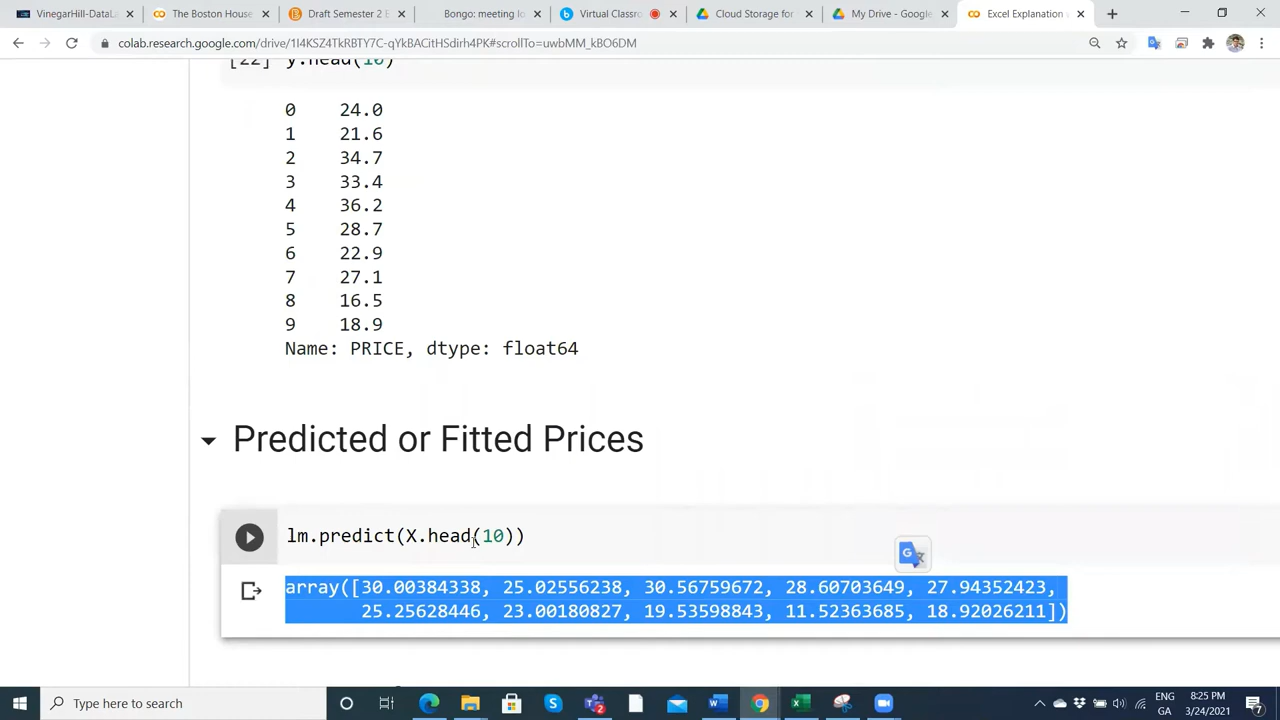 VinegarHill-DataLa
The Boston House
Draft Semester 2 E
Bongo: meeting lo
Virtual Classro
Cloud Storage for
My Drive - Google
Excel Explanation
colab.research.google.com/drive/1I4KSZ4TkRBTY7C-qYkBACitHSdirh4PK#scrollTo=uwbMM_kBO6DM
[22] y.head(10)
0 24.0
1 21.6
2 34.7
3 33.4
4 36.2
5 28.7
6 22.9
7 27.1
8 16.5
9 18.9
Name: PRICE, dtype: float64
Predicted or Fitted Prices
lm.predict(X.head(10))
array([30.00384338, 25.02556238, 30.56759672, 28.60703649, 27.94352423,
25.25628446, 23.00180827, 19.53598843, 11.52363685, 18.92026211])
Type here to search
ENG
GA
8:25 PM
3/24/2021
7